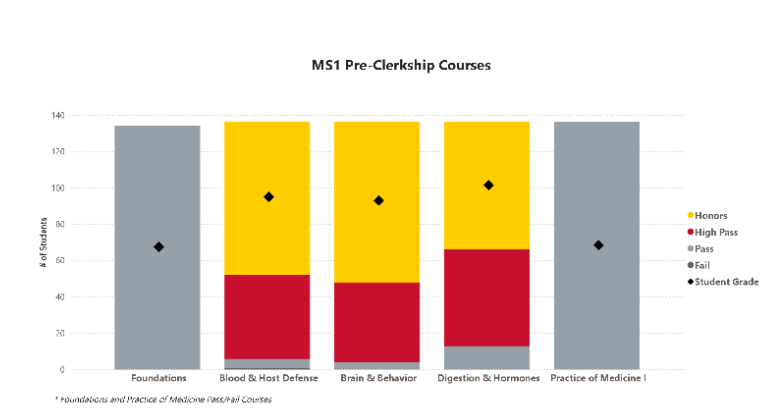 MS1 Pre-Clerkship Courses
140
120
100
80
60
40
20
0
# of Students
Foundations
Blood & Host Defense
Brain & Behavior
Digestion & Hormones
Practice of Medicine I
Honors
High Pass
Pass
Fail
Student Grade
* Foundations and Practice of Medicine Pass/Fail Courses